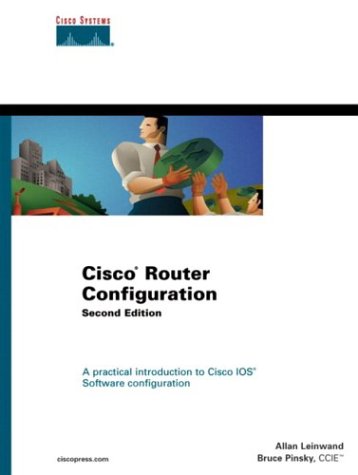 CISCO SYSTEMS
Cisco® Router
Configuration
Second Edition
A practical introduction to Cisco IOS®
Software configuration
Allan Leinwand
ciscopress.com
Bruce Pinsky, CCIE™